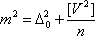 m² = Δ₀² + [V²]/n